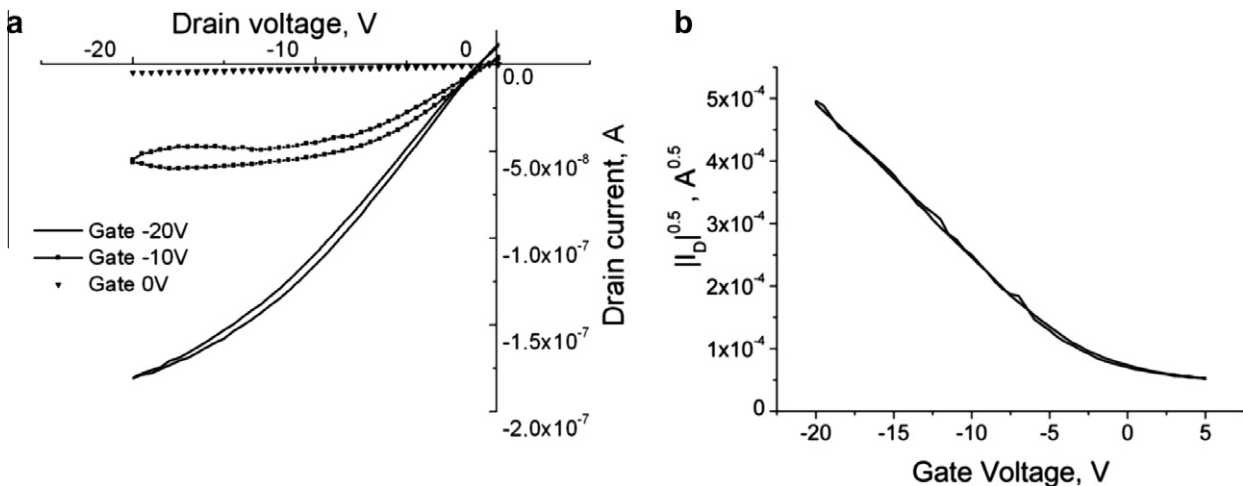 a
Drain voltage, V
-20
-10
0
0.0
-5.0x10⁻⁸
-1.0x10⁻⁷
-1.5x10⁻⁷
-2.0x10⁻⁷
Drain current, A
Gate -20V
Gate -10V
Gate 0V
b
|I_D|^0.5, A^0.5
5x10⁻⁴
4x10⁻⁴
3x10⁻⁴
2x10⁻⁴
1x10⁻⁴
0
-20
-15
-10
-5
0
5
Gate Voltage, V